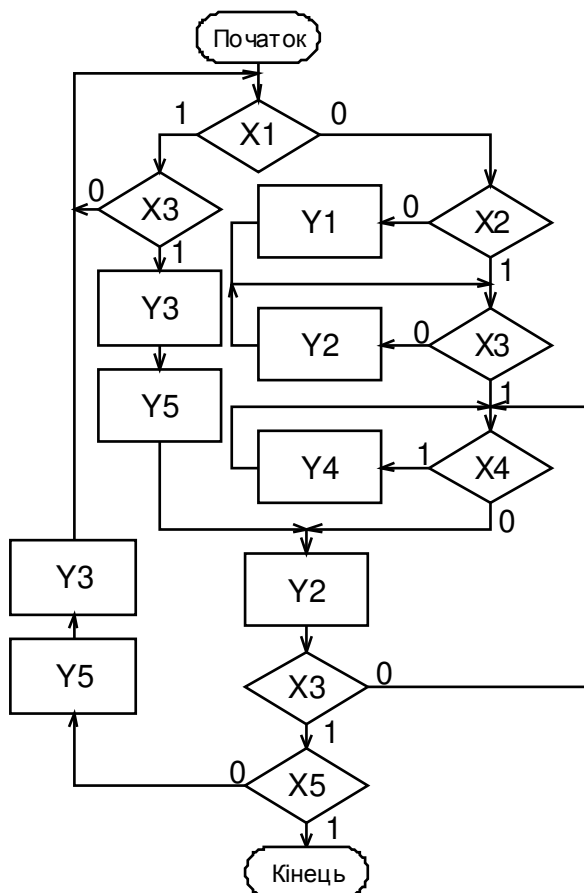 Початок
1 X1 0
0 X3 Y1 0 X2
1 1
Y3 Y2 0 X3
Y5 1
Y4 1 X4
0
Y3 Y2
Y5 X3 0
1
0 X5
1
Кінець